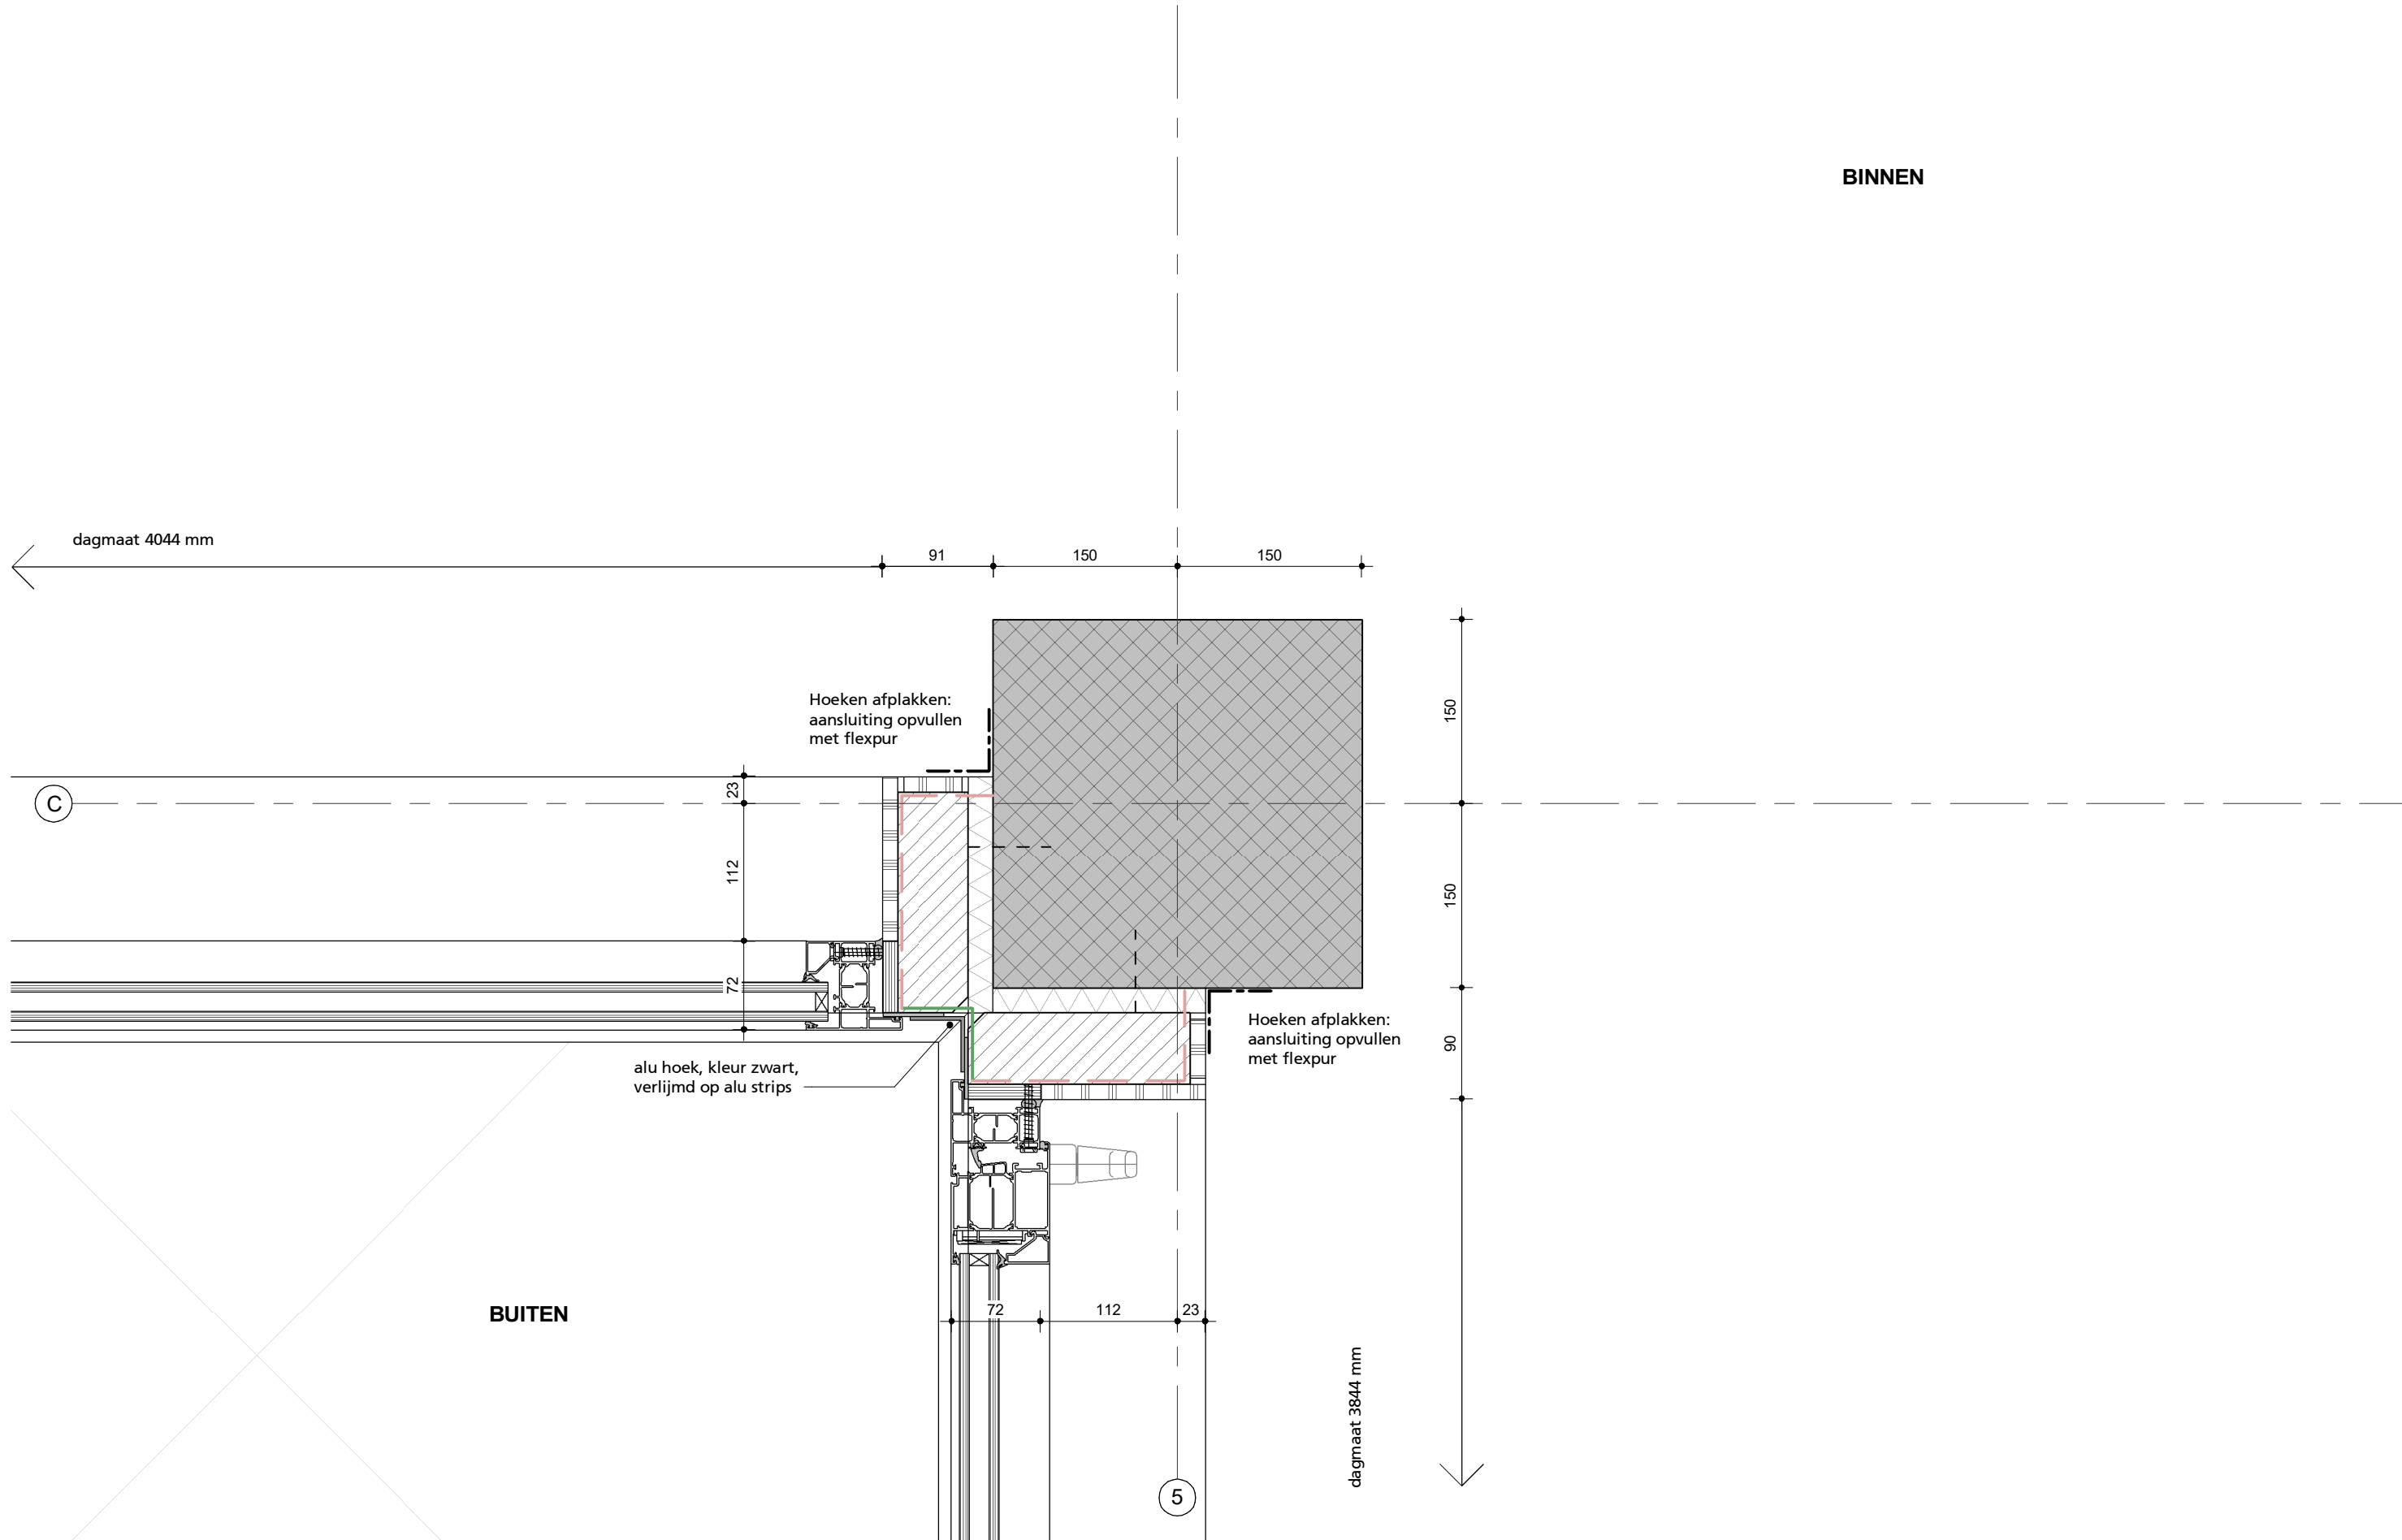 BINNEN
dagmaat 4044 mm
91
150
150
Hoeken afplakken:
aansluiting opvullen
met flexpur
150
23
C
112
150
72
Hoeken afplakken:
aansluiting opvullen
met flexpur
90
alu hoek, kleur zwart,
verlijmd op alu strips
BUITEN
72
112
23
dagmaat 3844 mm
5